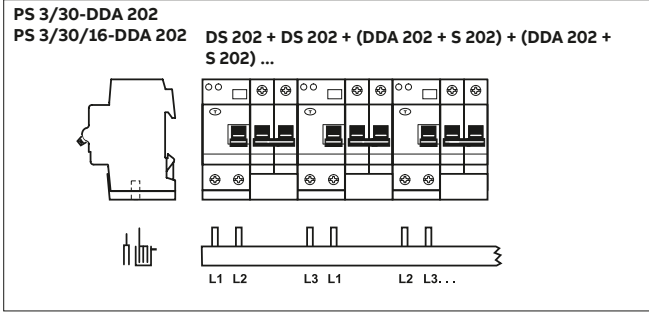 PS 3/30-DDA 202
PS 3/30/16-DDA 202 DS 202 + DS 202 + (DDA 202 + S 202) + (DDA 202 +
S 202) ...
T T T
L1 L2 L3 L1 L2 L3...